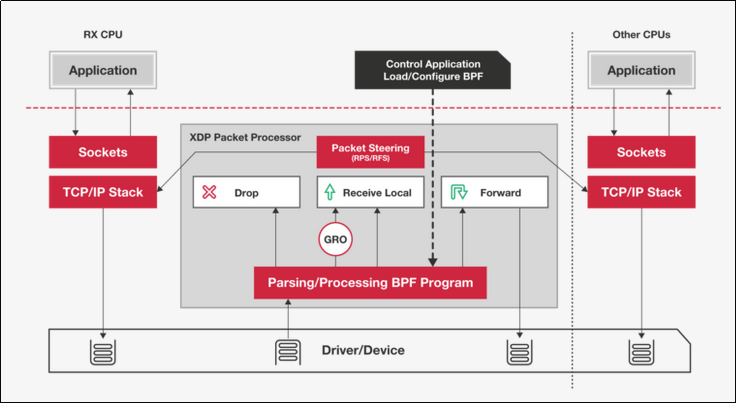 RX CPU
Other CPUs
Application
Control Application
Load/Configure BPF
Application
XDP Packet Processor
Sockets
Packet Steering
(RPS/RFS)
Sockets
TCP/IP Stack
Drop
Receive Local
Forward
TCP/IP Stack
GRO
Parsing/Processing BPF Program
Driver/Device